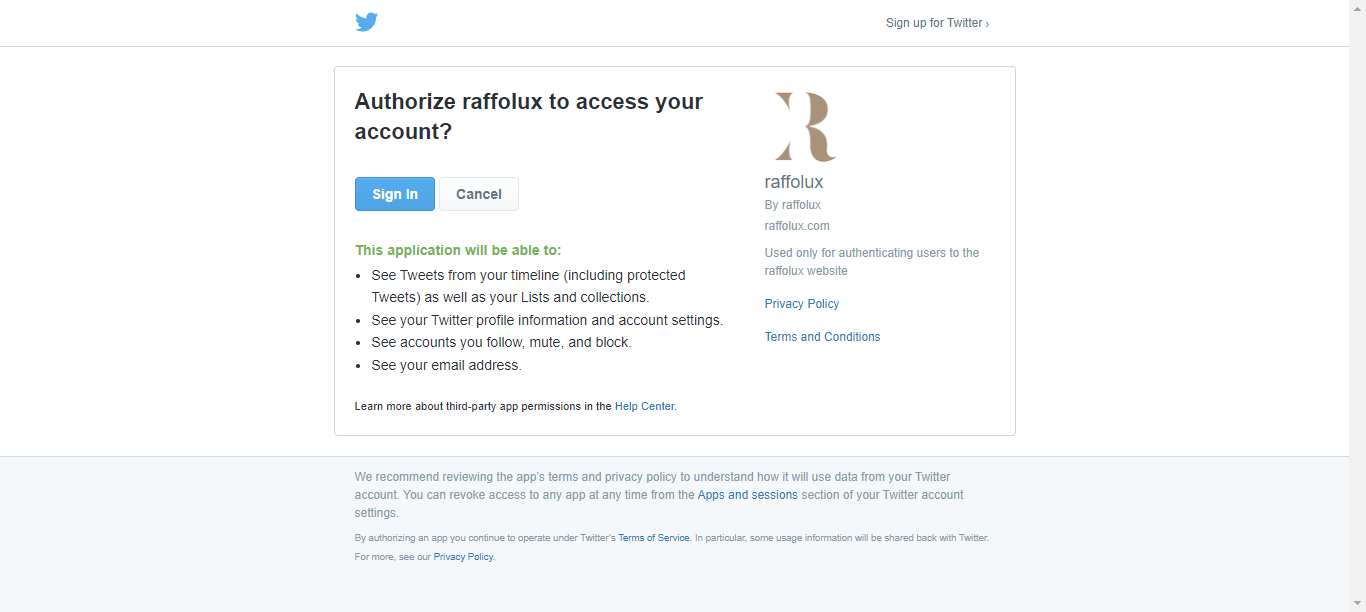 Sign up for Twitter ›
Authorize raffolux to access your
account?
Sign In
Cancel
This application will be able to:
• See Tweets from your timeline (including protected
Tweets) as well as your Lists and collections.
• See your Twitter profile information and account settings.
• See accounts you follow, mute, and block.
• See your email address.
Learn more about third-party app permissions in the Help Center.
R
raffolux
By raffolux
raffolux.com
Used only for authenticating users to the
raffolux website
Privacy Policy
Terms and Conditions
We recommend reviewing the app's terms and privacy policy to understand how it will use data from your Twitter
account. You can revoke access to any app at any time from the Apps and sessions section of your Twitter account
settings.
By authorizing an app you continue to operate under Twitter's Terms of Service. In particular, some usage information will be shared back with Twitter.
For more, see our Privacy Policy.